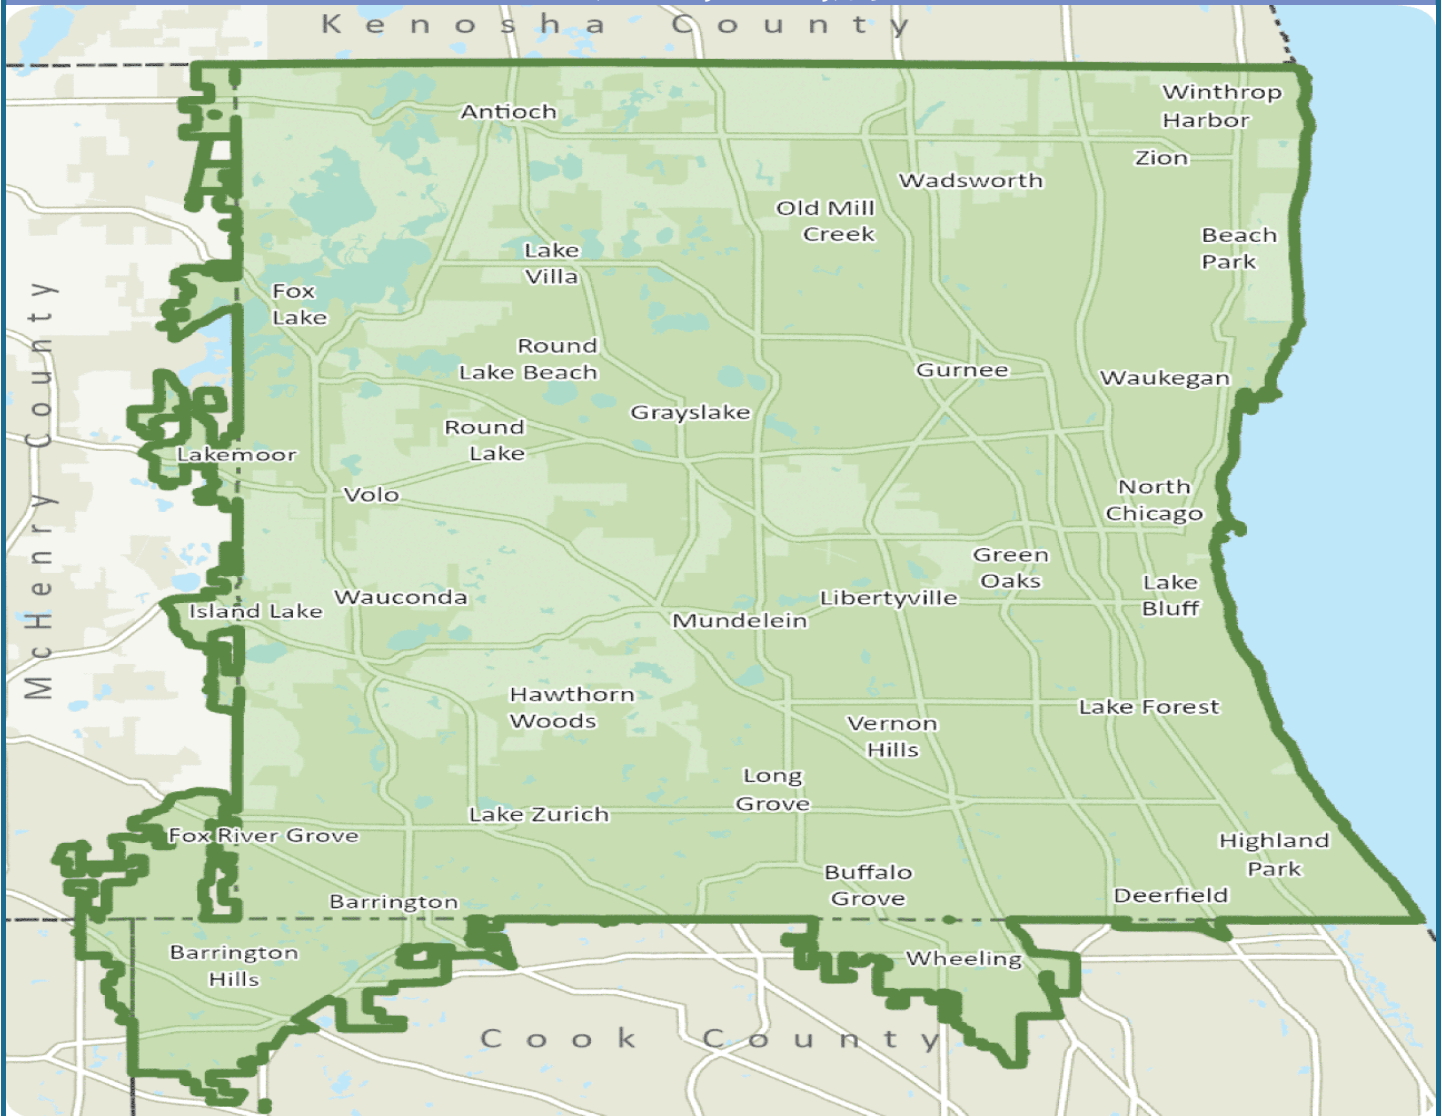 Kenosha County
Winthrop
Harbor
Antioch
Zion
Wadsworth
Old Mill
Creek
Beach
Park
Lake
Villa
Fox
Lake
McHenry County
Round
Lake Beach
Gurnee
Waukegan
Grayslake
Round
Lake
Lakemoor
Volo
North
Chicago
Green
Oaks
Lake
Bluff
Wauconda
Libertyville
Island Lake
Mundelein
Hawthorn
Woods
Lake Forest
Vernon
Hills
Long
Grove
Lake Zurich
Fox River Grove
Highland
Park
Buffalo
Grove
Deerfield
Barrington
Barrington
Hills
Wheeling
Cook County